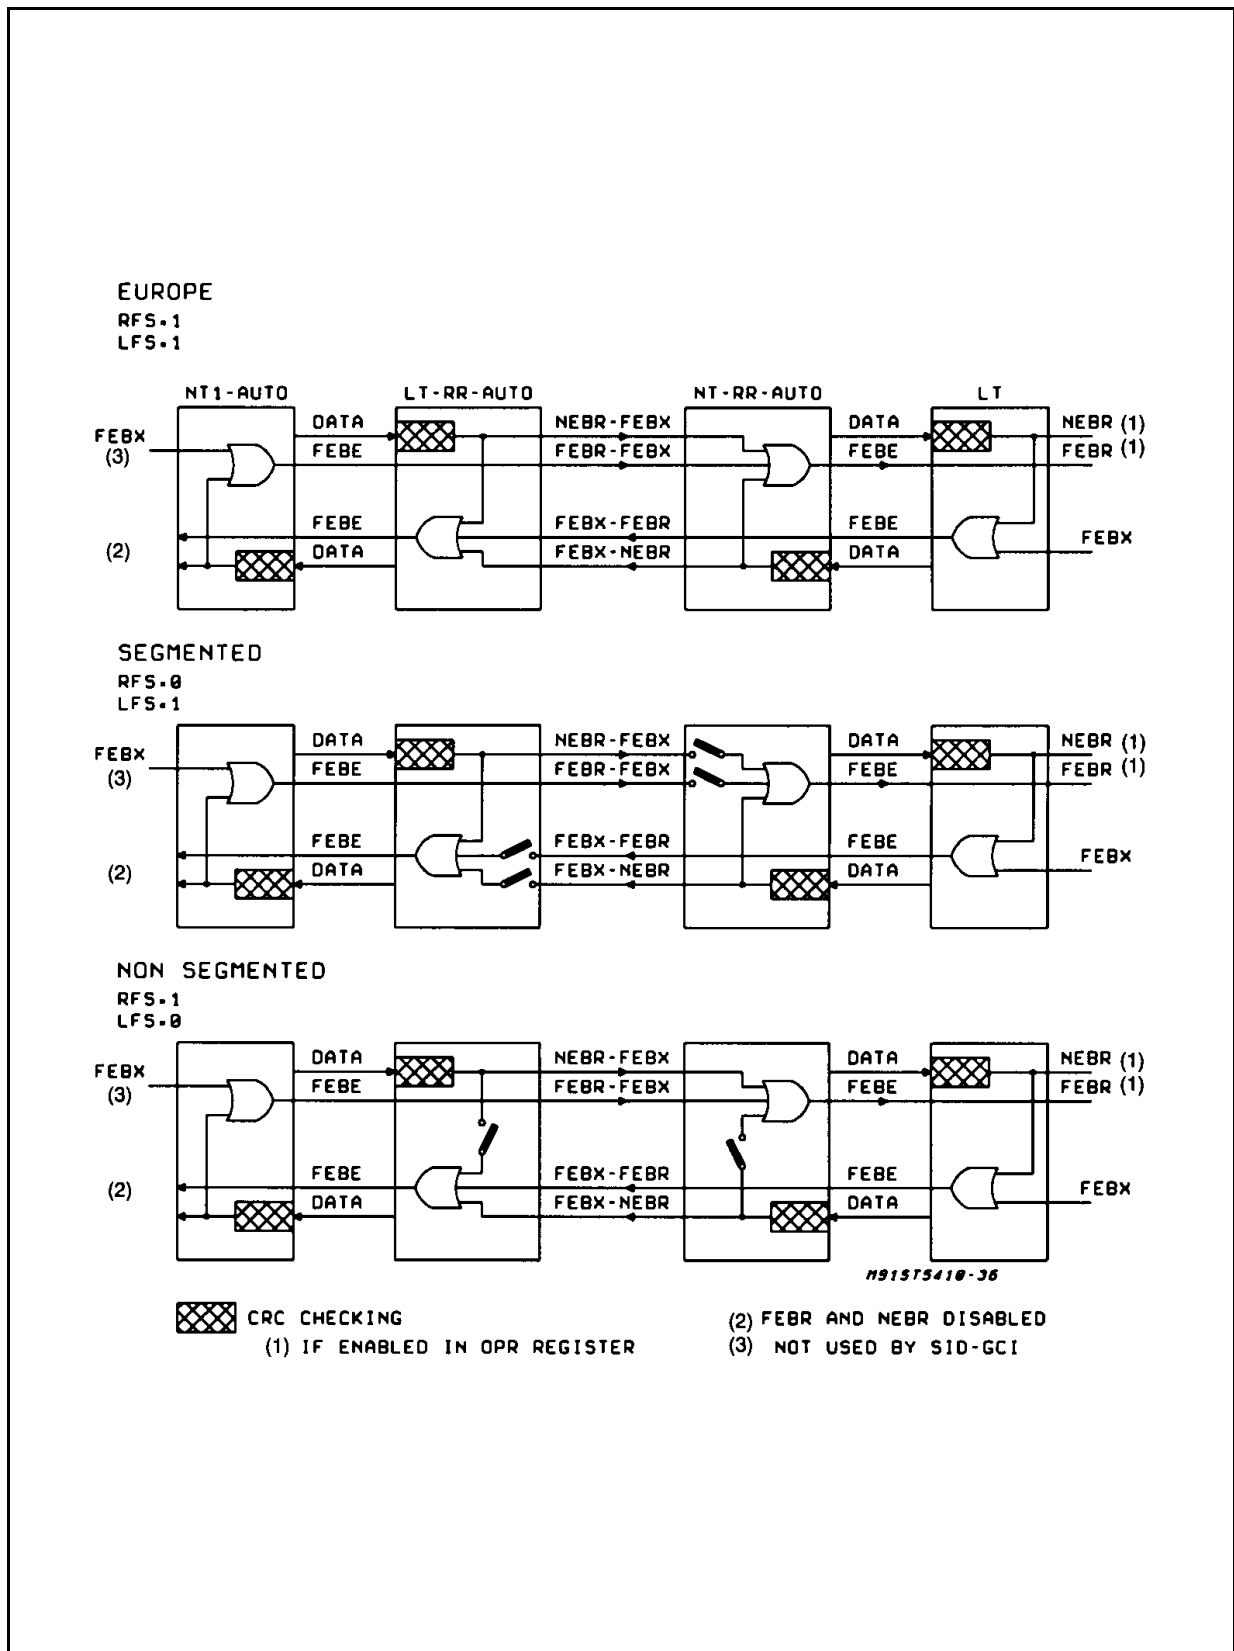 EUROPE
RFS=1
LFS=1
NT1-AUTO LT-RR-AUTO NT-RR-AUTO LT
DATA NEBR-FEBX DATA NEBR (1)
FEBX (3) FEBE FEBR-FEBX FEBE FEBR (1)
FEBE FEBX-FEBR FEBE FEBX
(2) DATA FEBX-NEBR DATA
SEGMENTED
RFS=0
LFS=1
DATA NEBR-FEBX DATA NEBR (1)
FEBX (3) FEBE FEBR-FEBX FEBE FEBR (1)
FEBE FEBX-FEBR FEBE FEBX
(2) DATA FEBX-NEBR DATA
NON SEGMENTED
RFS=1
LFS=0
DATA NEBR-FEBX DATA NEBR (1)
FEBX (3) FEBE FEBR-FEBX FEBE FEBR (1)
FEBE FEBX-FEBR FEBE FEBX
(2) DATA FEBX-NEBR DATA
M91ST5410-36
CRC CHECKING
(1) IF ENABLED IN OPR REGISTER
(2) FEBR AND NEBR DISABLED
(3) NOT USED BY SID-GCI